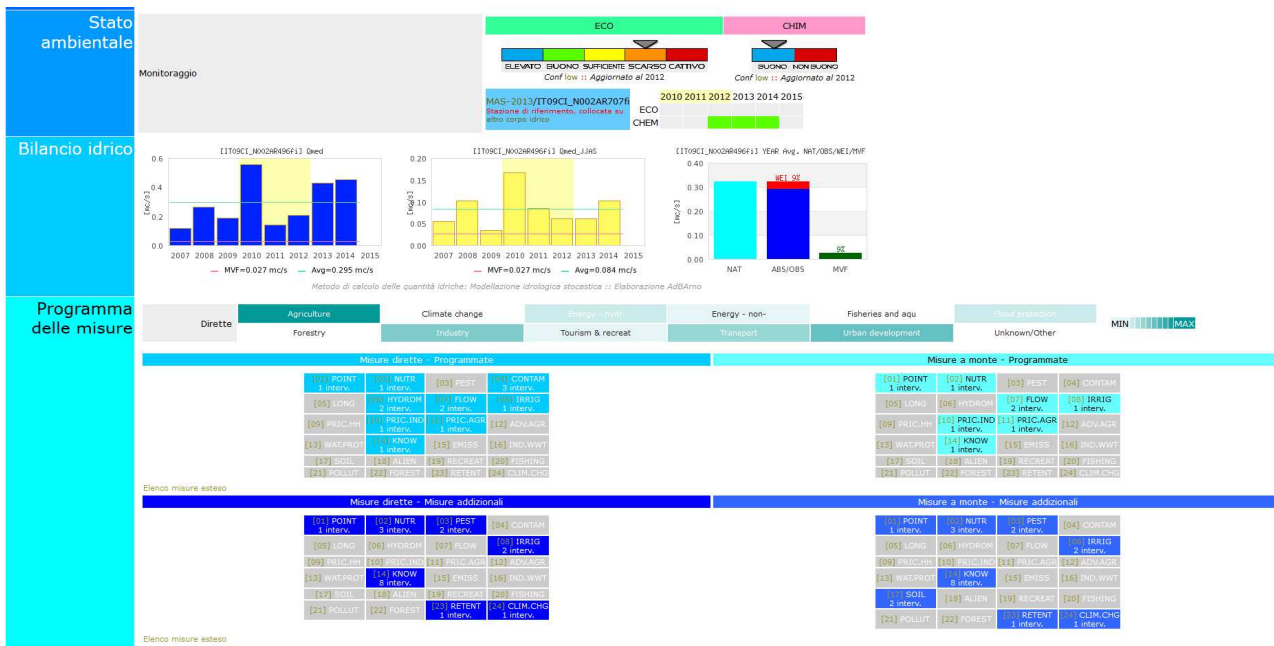 Stato
ambientale
Monitoraggio
ECO CHIM
ELEVATO BUONO SUFFICIENTE SCARSO CATTIVO
BUONO NON BUONO
Conf low :: Aggiornato al 2012
Conf low :: Aggiornato al 2012
MAS-2013/IT09CI_N002AR707fi
Stazione di riferimento, collocata su
altro corpo idrico
2010 2011 2012 2013 2014 2015
ECO
CHEM
Bilancio idrico
[IT09CI_N002AR496fi] Qmed
[mc/s]
0.6
0.4
0.2
0.0
2007 2008 2009 2010 2011 2012 2013 2014 2015
MVF=0.027 mc/s Avg=0.295 mc/s
[IT09CI_N002AR496fi] Qmed_JJAS
[mc/s]
0.20
0.15
0.10
0.05
0.00
2007 2008 2009 2010 2011 2012 2013 2014 2015
MVF=0.027 mc/s Avg=0.084 mc/s
[IT09CI_N002AR496fi] YEAR Avg. NAT/OBS/WEI/MVF
[mc/s]
0.40
0.30
0.20
0.10
0.00
WEI 9%
9%
NAT ABS/OBS MVF
Metodo di calcolo delle quantità idriche: Modellazione idrologica stocastica :: Elaborazione AdBArno
Programma
delle misure
Dirette
Agriculture Climate change Energy - hydr Energy - non- Fisheries and aqu Flood protection
Forestry Industry Tourism & recreat Transport Urban development Unknown/Other
MIN MAX
Misure dirette - Programmate
[01] POINT 1 interv. [02] NUTR 1 interv. [03] PEST [04] CONTAM 3 interv.
[05] LONG [06] HYDROM 2 interv. [07] FLOW 2 interv. [08] IRRIG 1 interv.
[09] PRIC.HH [10] PRIC.IND 1 interv. [11] PRIC.AGR 1 interv. [12] ADV.AGR
[13] WAT.PROT [14] KNOW 1 interv. [15] EMISS [16] IND.WWT
[17] SOIL [18] ALIEN [19] RECREAT [20] FISHING
[21] POLLUT [22] FOREST [23] RETENT [24] CLIM.CHG
Elenco misure esteso
Misure a monte - Programmate
[01] POINT 1 interv. [02] NUTR 1 interv. [03] PEST [04] CONTAM
[05] LONG [06] HYDROM [07] FLOW 2 interv. [08] IRRIG 1 interv.
[09] PRIC.HH [10] PRIC.IND 1 interv. [11] PRIC.AGR 1 interv. [12] ADV.AGR
[13] WAT.PROT [14] KNOW 1 interv. [15] EMISS [16] IND.WWT
[17] SOIL [18] ALIEN [19] RECREAT [20] FISHING
[21] POLLUT [22] FOREST [23] RETENT [24] CLIM.CHG
Misure dirette - Misure addizionali
[01] POINT 1 interv. [02] NUTR 3 interv. [03] PEST 2 interv. [04] CONTAM
[05] LONG [06] HYDROM [07] FLOW [08] IRRIG 2 interv.
[09] PRIC.HH [10] PRIC.IND [11] PRIC.AGR [12] ADV.AGR
[13] WAT.PROT [14] KNOW 8 interv. [15] EMISS [16] IND.WWT
[17] SOIL [18] ALIEN [19] RECREAT [20] FISHING
[21] POLLUT [22] FOREST [23] RETENT 1 interv. [24] CLIM.CHG 1 interv.
Elenco misure esteso
Misure a monte - Misure addizionali
[01] POINT 1 interv. [02] NUTR 3 interv. [03] PEST 2 interv. [04] CONTAM
[05] LONG [06] HYDROM [07] FLOW [08] IRRIG 2 interv.
[09] PRIC.HH [10] PRIC.IND [11] PRIC.AGR [12] ADV.AGR
[13] WAT.PROT [14] KNOW 8 interv. [15] EMISS [16] IND.WWT
[17] SOIL 2 interv. [18] ALIEN [19] RECREAT [20] FISHING
[21] POLLUT [22] FOREST [23] RETENT 1 interv. [24] CLIM.CHG 1 interv.